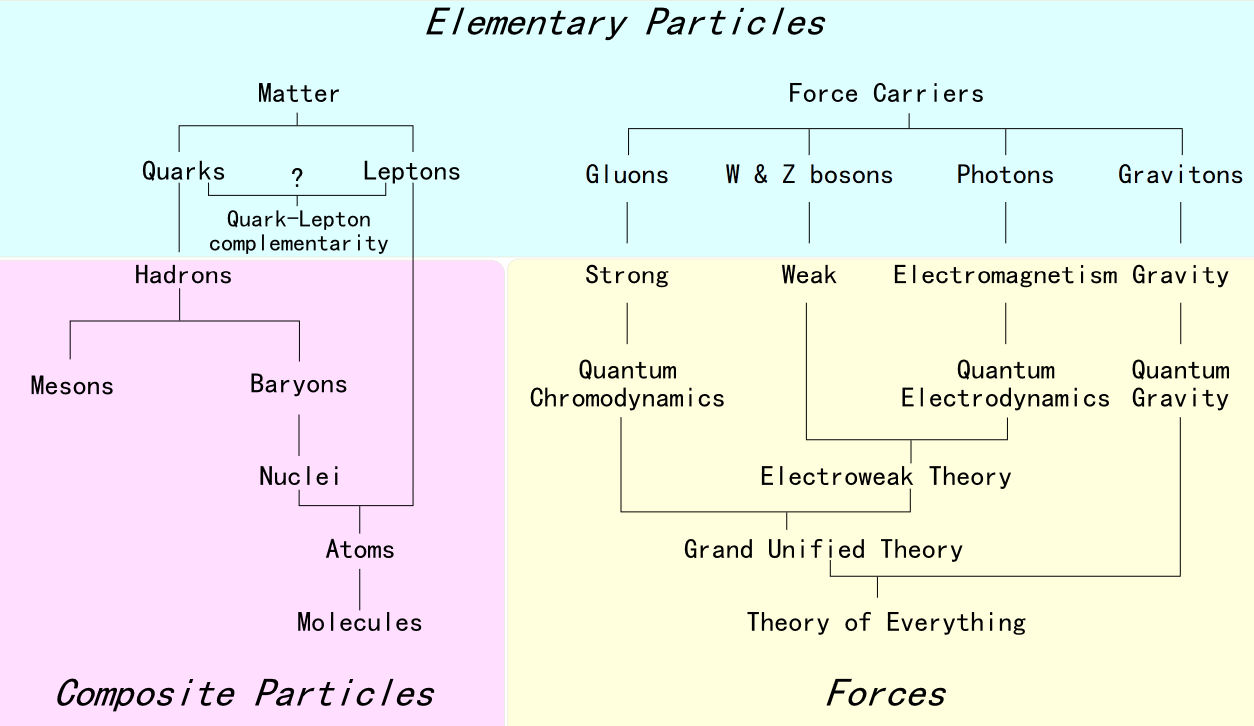 Elementary Particles
Matter
Force Carriers
Quarks
?
Leptons
Gluons
W & Z bosons
Photons
Gravitons
Quark-Lepton
complementarity
Hadrons
Strong
Weak
Electromagnetism
Gravity
Mesons
Baryons
Quantum
Chromodynamics
Quantum
Electrodynamics
Quantum
Gravity
Nuclei
Electroweak Theory
Atoms
Grand Unified Theory
Molecules
Theory of Everything
Composite Particles
Forces